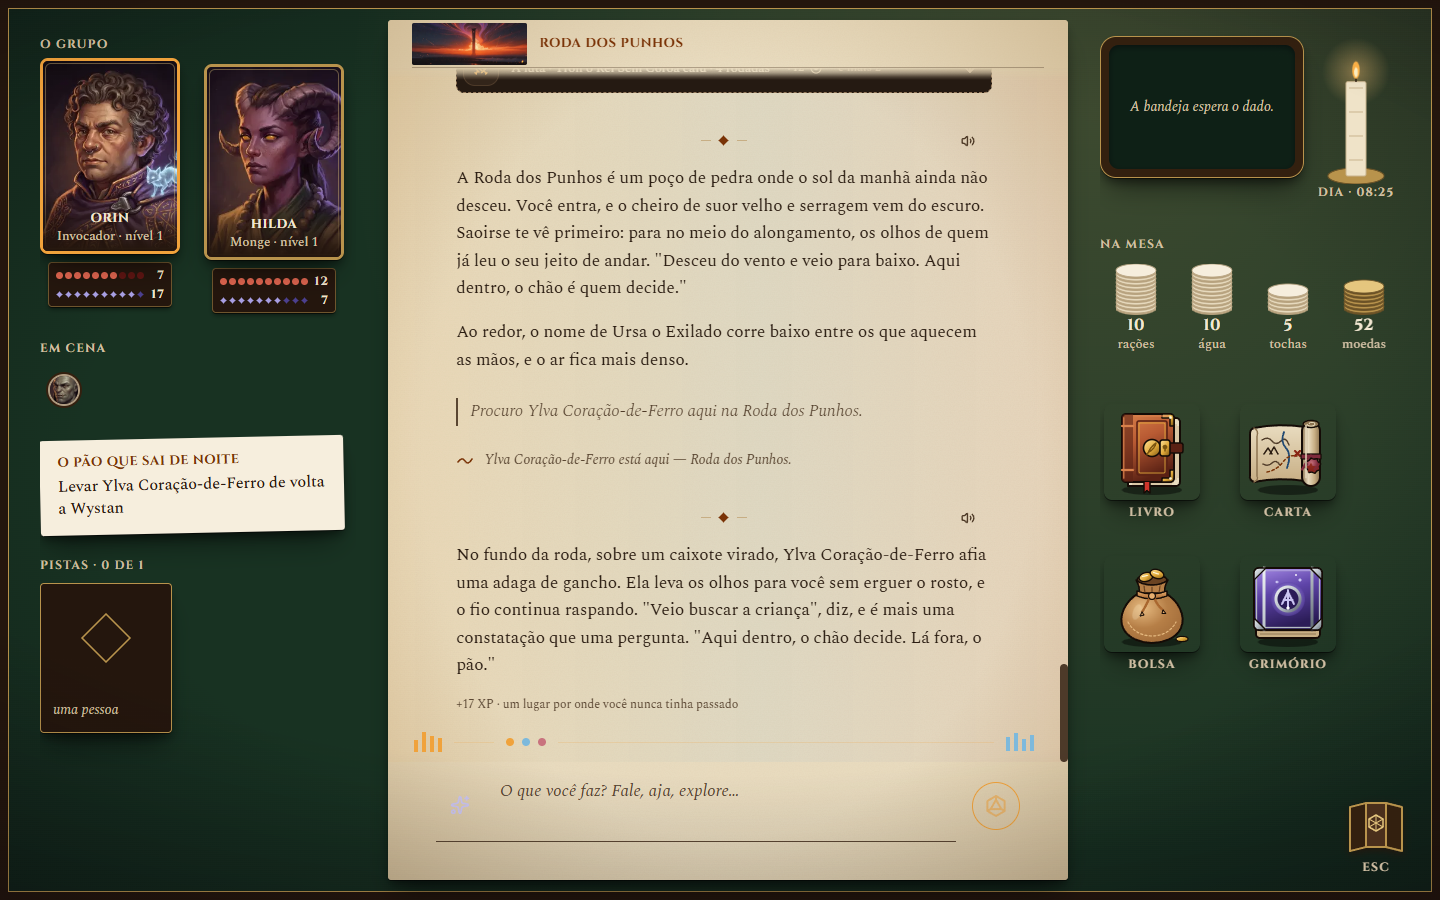 O GRUPO
ORIN
Invocador · nível 1
7
17
HILDA
Monge · nível 1
12
7
EM CENA
O PÃO QUE SAI DE NOITE
Levar Ylva Coração-de-Ferro de volta
a Wystan
PISTAS · 0 DE 1
uma pessoa
RODA DOS PUNHOS
A Roda dos Punhos é um poço de pedra onde o sol da manhã ainda não
desceu. Você entra, e o cheiro de suor velho e serragem vem do escuro.
Saoirse te vê primeiro: para no meio do alongamento, os olhos de quem
já leu o seu jeito de andar. "Desceu do vento e veio para baixo. Aqui
dentro, o chão é quem decide."
Ao redor, o nome de Ursa o Exilado corre baixo entre os que aquecem
as mãos, e o ar fica mais denso.
Procuro Ylva Coração-de-Ferro aqui na Roda dos Punhos.
Ylva Coração-de-Ferro está aqui — Roda dos Punhos.
No fundo da roda, sobre um caixote virado, Ylva Coração-de-Ferro afia
uma adaga de gancho. Ela leva os olhos para você sem erguer o rosto, e
o fio continua raspando. "Veio buscar a criança", diz, e é mais uma
constatação que uma pergunta. "Aqui dentro, o chão decide. Lá fora, o
pão."
+17 XP · um lugar por onde você nunca tinha passado
O que você faz? Fale, aja, explore...
A bandeja espera o dado.
DIA · 08:25
NA MESA
10
rações
10
água
5
tochas
52
moedas
LIVRO
CARTA
BOLSA
GRIMÓRIO
ESC